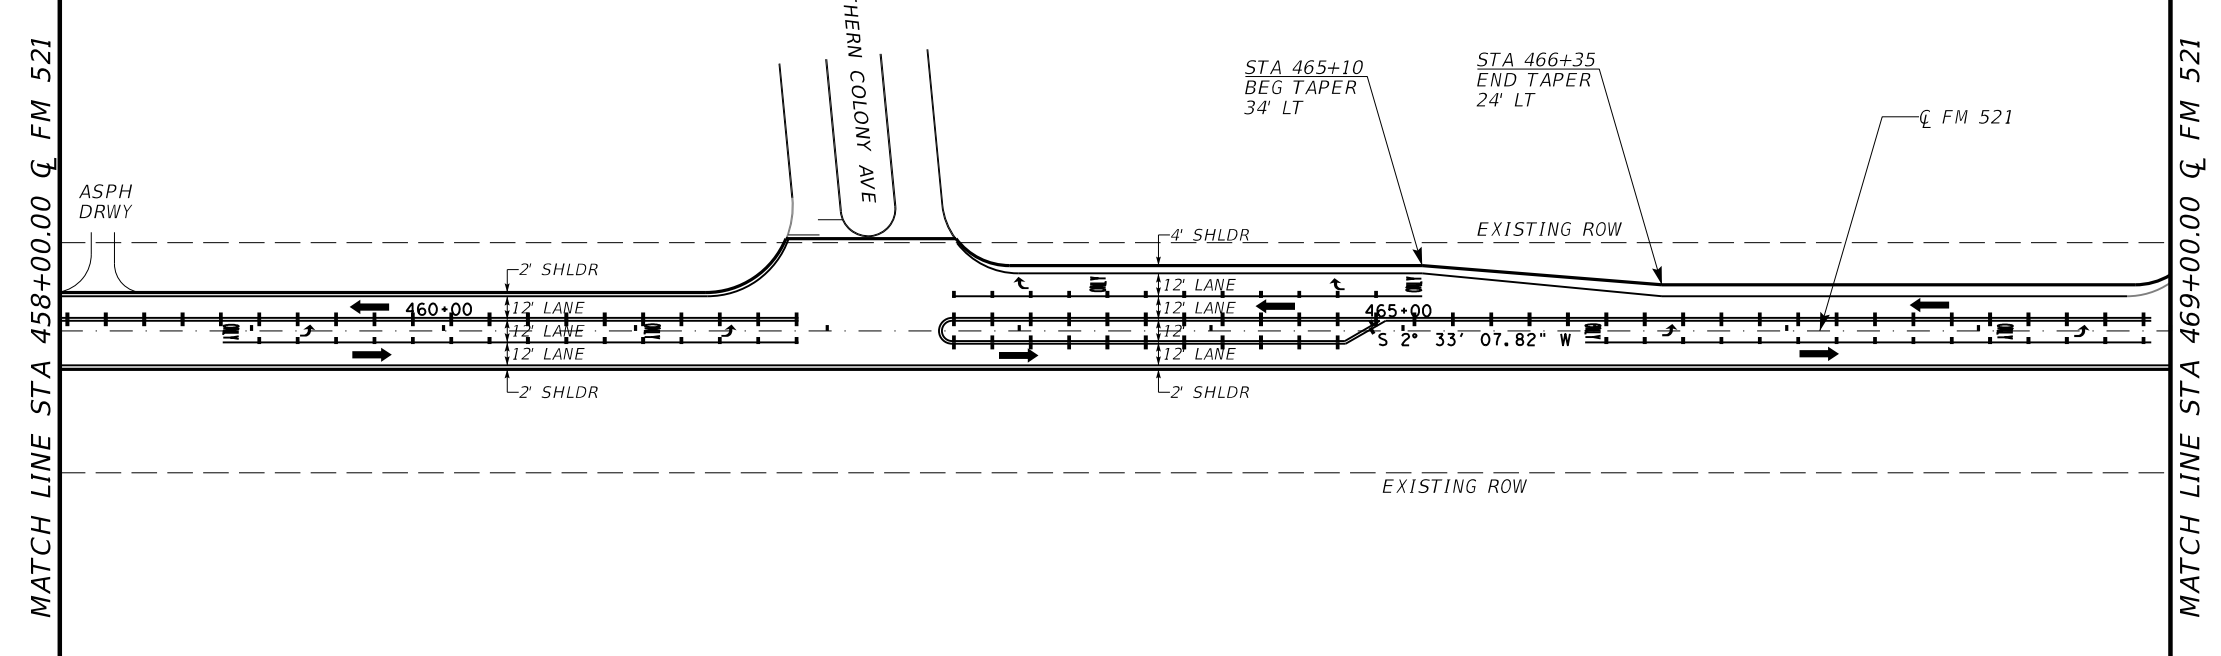 MATCH LINE STA 458+00.00 ℄ FM 521
ASPH
DRWY
HERN COLONY AVE
STA 465+10
BEG TAPER
34' LT
STA 466+35
END TAPER
24' LT
℄ FM 521
EXISTING ROW
4' SHLDR
2' SHLDR
12' LANE
12' LANE
12' LANE
460+00
12' LANE
12' LANE
12'
12' LANE
465+00
S 2° 33' 07.82" W
2' SHLDR
2' SHLDR
EXISTING ROW
MATCH LINE STA 469+00.00 ℄ FM 521